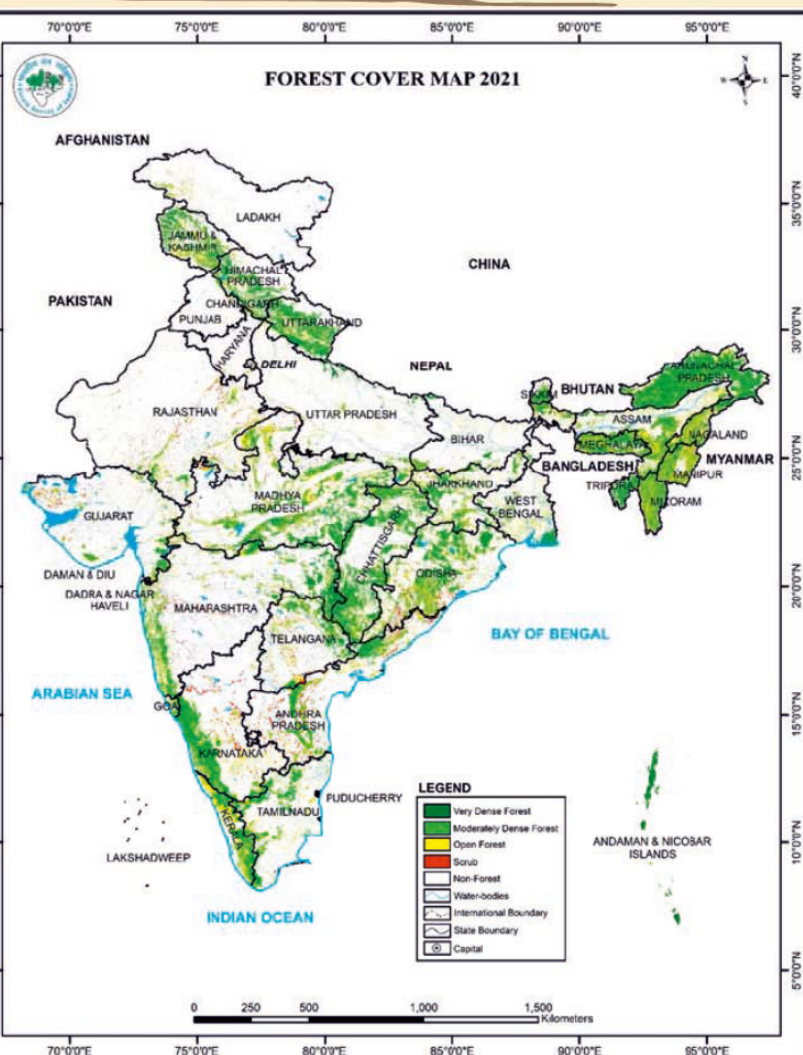 70°0'0"E 75°0'0"E 80°0'0"E 85°0'0"E 90°0'0"E 95°0'0"E
FOREST COVER MAP 2021
N
W E
S
40°0'0"N
35°0'0"N
30°0'0"N
25°0'0"N
20°0'0"N
15°0'0"N
10°0'0"N
5°0'0"N
AFGHANISTAN
LADAKH
JAMMU &
KASHMIR
CHINA
HIMACHAL
PRADESH
PAKISTAN
CHANDIGARH
PUNJAB
UTTARAKHAND
HARYANA
DELHI
NEPAL
ARUNACHAL
PRADESH
SIKKIM
BHUTAN
RAJASTHAN
UTTAR PRADESH
ASSAM
BIHAR
NAGALAND
MEGHALAYA
BANGLADESH
MYANMAR
MANIPUR
TRIPURA
MIZORAM
JHARKHAND
MADHYA
PRADESH
WEST
BENGAL
GUJARAT
CHHATTISGARH
ODISHA
DAMAN & DIU
DADRA & NAGAR
HAVELI
MAHARASHTRA
TELANGANA
BAY OF BENGAL
ARABIAN SEA
GOA
ANDHRA
PRADESH
KARNATAKA
PUDUCHERRY
TAMILNADU
KERALA
LAKSHADWEEP
ANDAMAN & NICOBAR
ISLANDS
INDIAN OCEAN
LEGEND
Very Dense Forest
Moderately Dense Forest
Open Forest
Scrub
Non-Forest
Water-bodies
International Boundary
State Boundary
Capital
0 250 500 1,000 1,500
Kilometers
70°0'0"E 75°0'0"E 80°0'0"E 85°0'0"E 90°0'0"E 95°0'0"E